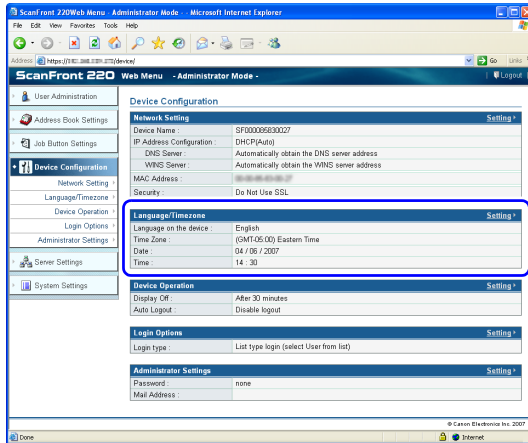 ScanFront 220Web Menu - Administrator Mode - - Microsoft Internet Explorer
File Edit View Favorites Tools Help
Address https:// /device/ Go Links
ScanFront 220 Web Menu - Administrator Mode - Logout
User Administration
Address Book Settings
Job Button Settings
Device Configuration
Network Setting
Language/Timezone
Device Operation
Login Options
Administrator Settings
Server Settings
System Settings
Device Configuration
Network Setting Setting
Device Name : SF000085830027
IP Address Configuration : DHCP(Auto)
DNS Server : Automatically obtain the DNS server address
WINS Server : Automatically obtain the WINS server address
MAC Address :
Security : Do Not Use SSL
Language/Timezone Setting
Language on the device : English
Time Zone : (GMT-05:00) Eastern Time
Date : 04 / 06 / 2007
Time : 14 : 30
Device Operation Setting
Display Off : After 30 minutes
Auto Logout : Disable logout
Login Options Setting
Login type : List type login (select User from list)
Administrator Settings Setting
Password : none
Mail Address :
© Canon Electronics Inc. 2007
Done Internet